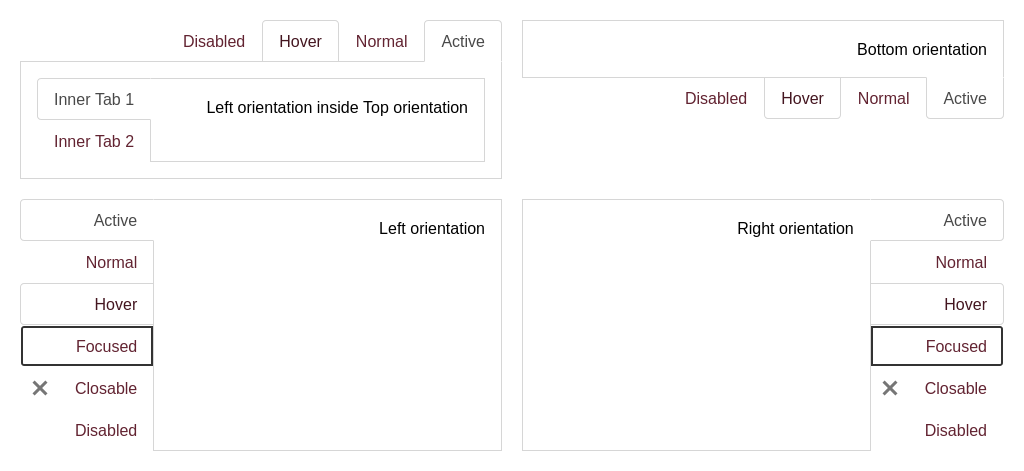 Disabled Hover Normal Active
Inner Tab 1
Left orientation inside Top orientation
Inner Tab 2
Bottom orientation
Disabled Hover Normal Active
Active
Normal
Hover
Focused
Closable
Disabled
Left orientation
Right orientation
Active
Normal
Hover
Focused
Closable
Disabled